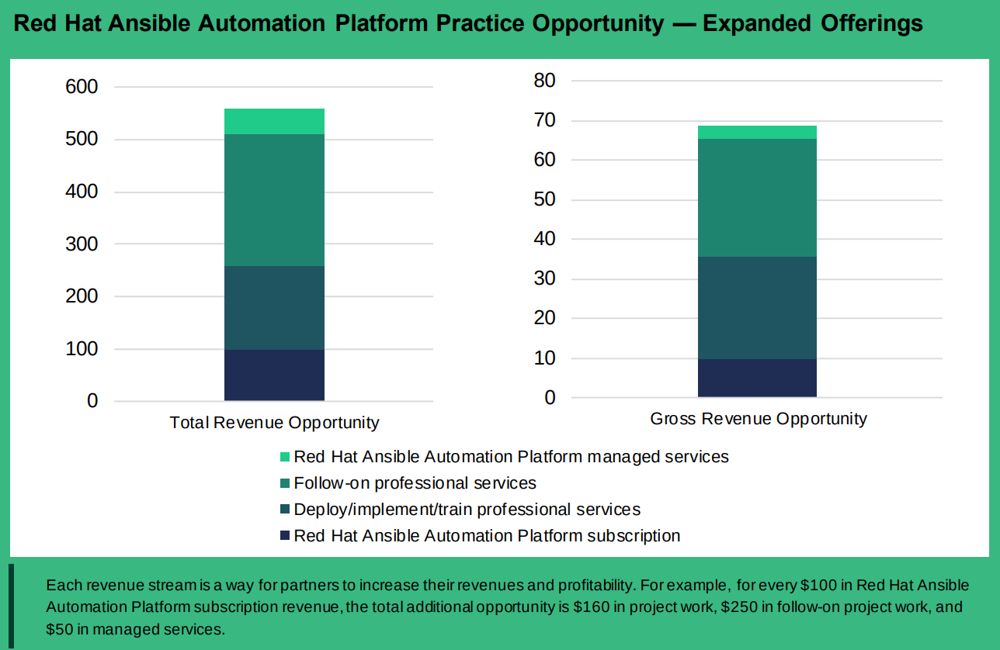 Red Hat Ansible Automation Platform Practice Opportunity — Expanded Offerings
600
500
400
300
200
100
0
Total Revenue Opportunity
80
70
60
50
40
30
20
10
0
Gross Revenue Opportunity
Red Hat Ansible Automation Platform managed services
Follow-on professional services
Deploy/implement/train professional services
Red Hat Ansible Automation Platform subscription
Each revenue stream is a way for partners to increase their revenues and profitability. For example, for every $100 in Red Hat Ansible
Automation Platform subscription revenue, the total additional opportunity is $160 in project work, $250 in follow-on project work, and
$50 in managed services.